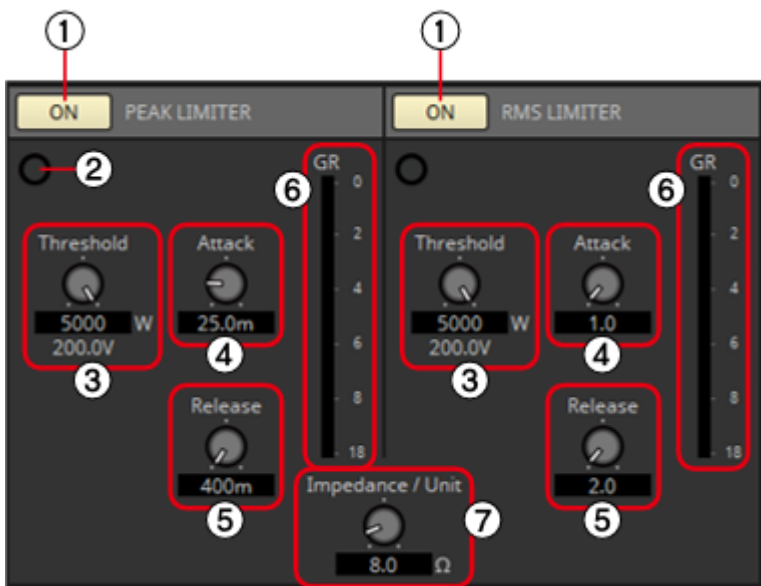 ① ①
ON PEAK LIMITER ON RMS LIMITER
② ⑥ GR ⑥ GR
0 0
Threshold Attack 2 Threshold Attack 2
4 4
5000 W 25.0m 5000 W 1.0
200.0V 6 200.0V 6
③ ④ ③ ④
Release 8 Release 8
400m 18 2.0 18
⑤ Impedance / Unit ⑦ ⑤
8.0 Ω